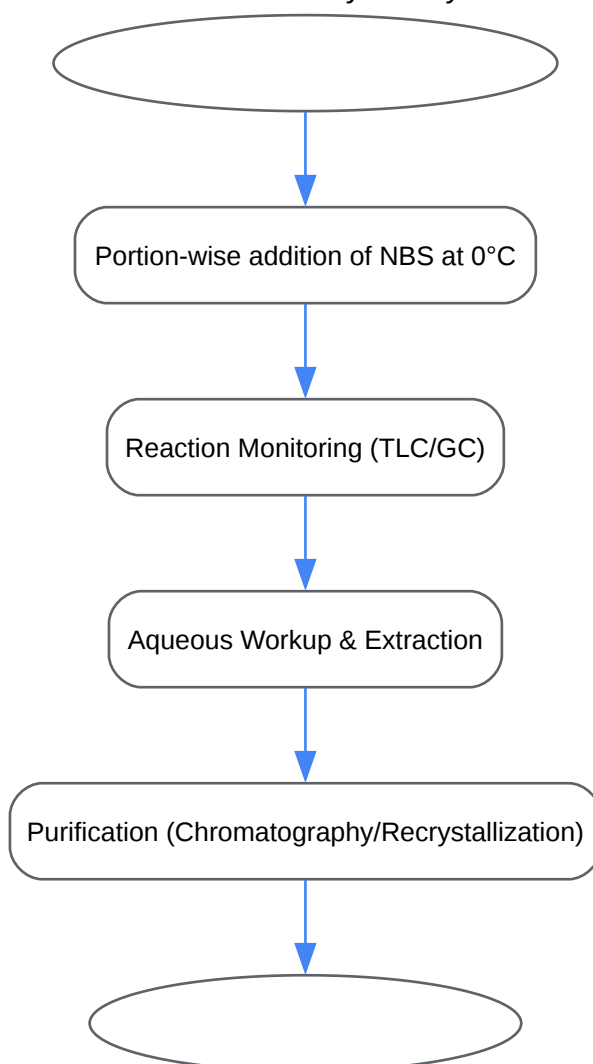 Portion-wise addition of NBS at 0°C
Reaction Monitoring (TLC/GC)
Aqueous Workup & Extraction
Purification (Chromatography/Recrystallization)